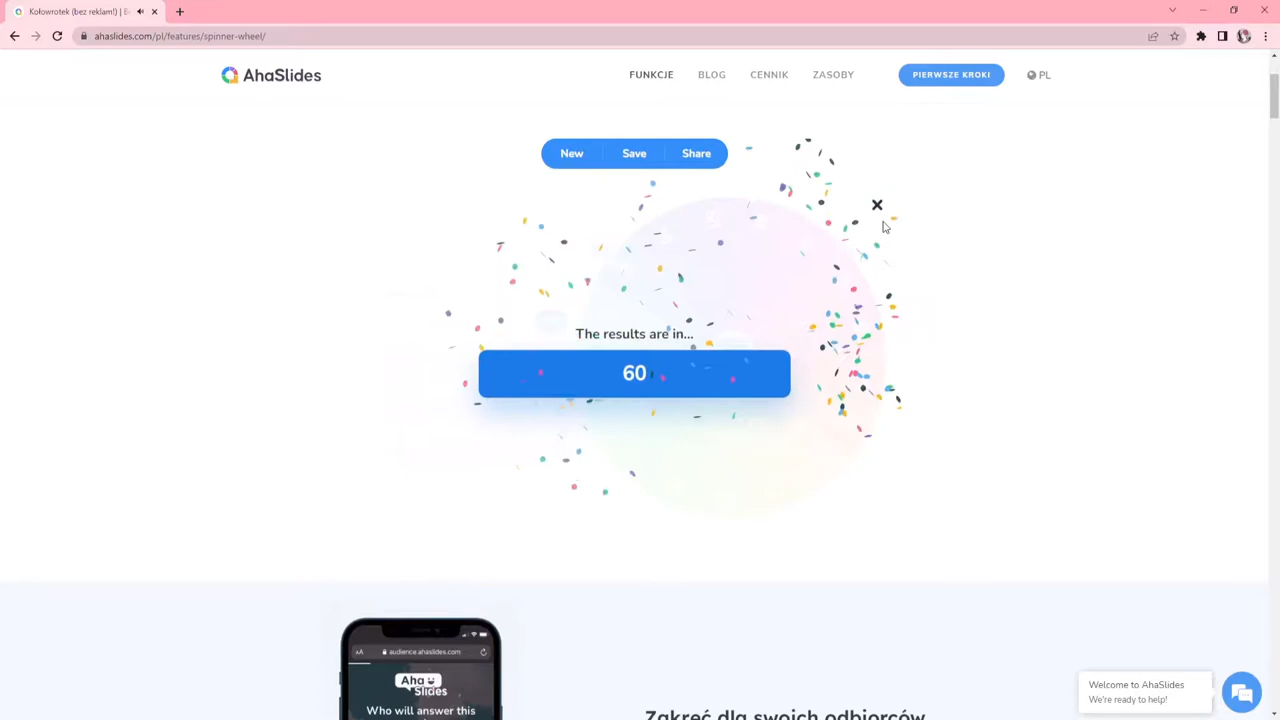 Kołowrotek (bez reklam!) | B
ahaslides.com/pl/features/spinner-wheel/
AhaSlides
FUNKCJE
BLOG
CENNIK
ZASOBY
PIERWSZE KROKI
PL
New
Save
Share
The results are in...
60
AA audience.ahaslides.com
Aha
Slides
Who will answer this
Zakręć dla swoich odbiorców
Welcome to AhaSlides
We're ready to help!